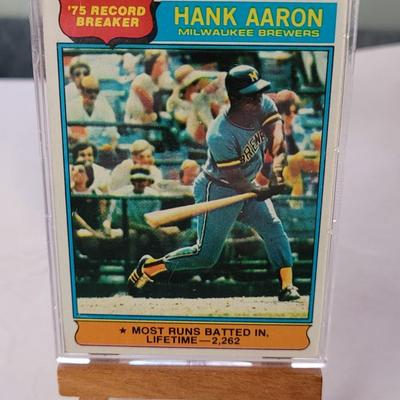 '75 RECORD
BREAKER
HANK AARON
MILWAUKEE BREWERS
M
★ MOST RUNS BATTED IN,
LIFETIME—2,262